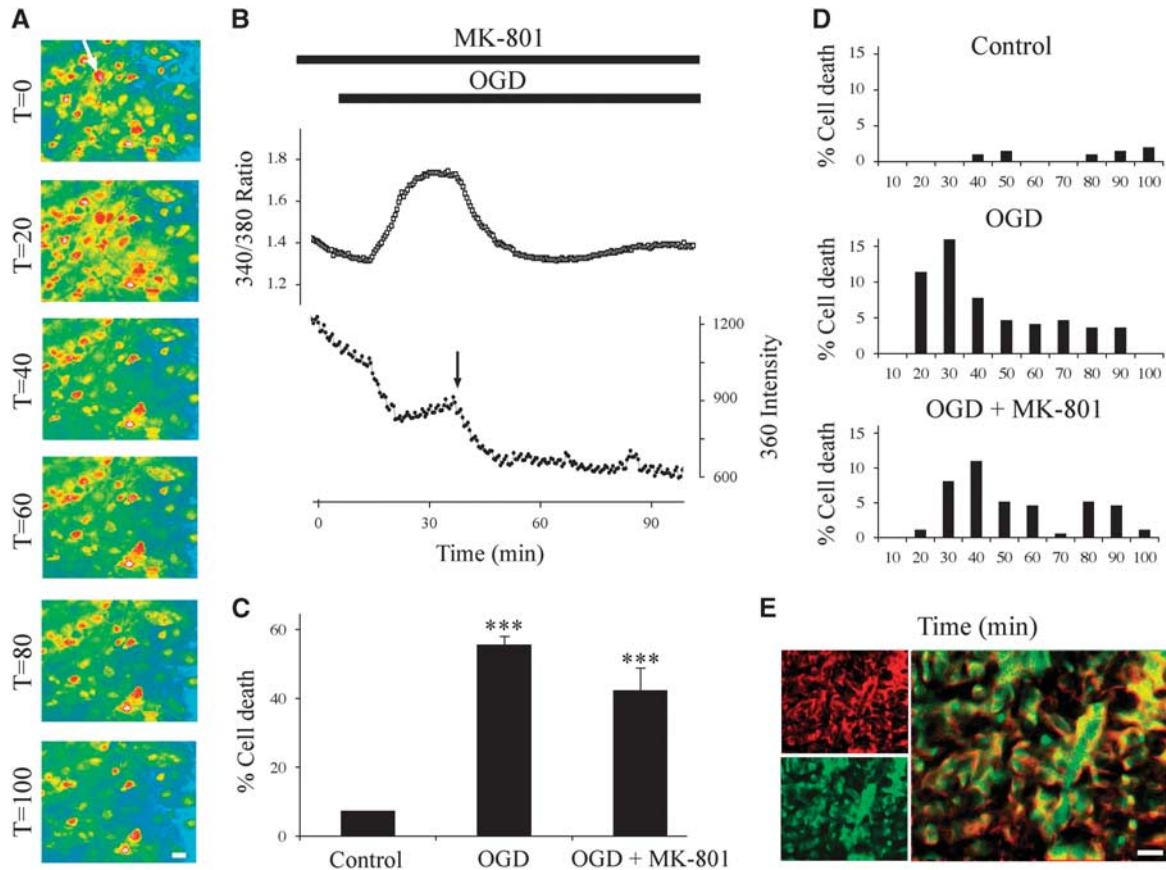 A
T=0
T=20
T=40
T=60
T=80
T=100
B
MK-801
OGD
340/380 Ratio
1.8
1.6
1.4
1.2
1200
900
600
360 Intensity
0 30 60 90
Time (min)
C
% Cell death
60
40
20
0
*** ***
Control OGD OGD + MK-801
D
Control
% Cell death
15
10
5
0
10 20 30 40 50 60 70 80 90 100
OGD
% Cell death
15
10
5
0
10 20 30 40 50 60 70 80 90 100
OGD + MK-801
% Cell death
15
10
5
0
10 20 30 40 50 60 70 80 90 100
Time (min)
E